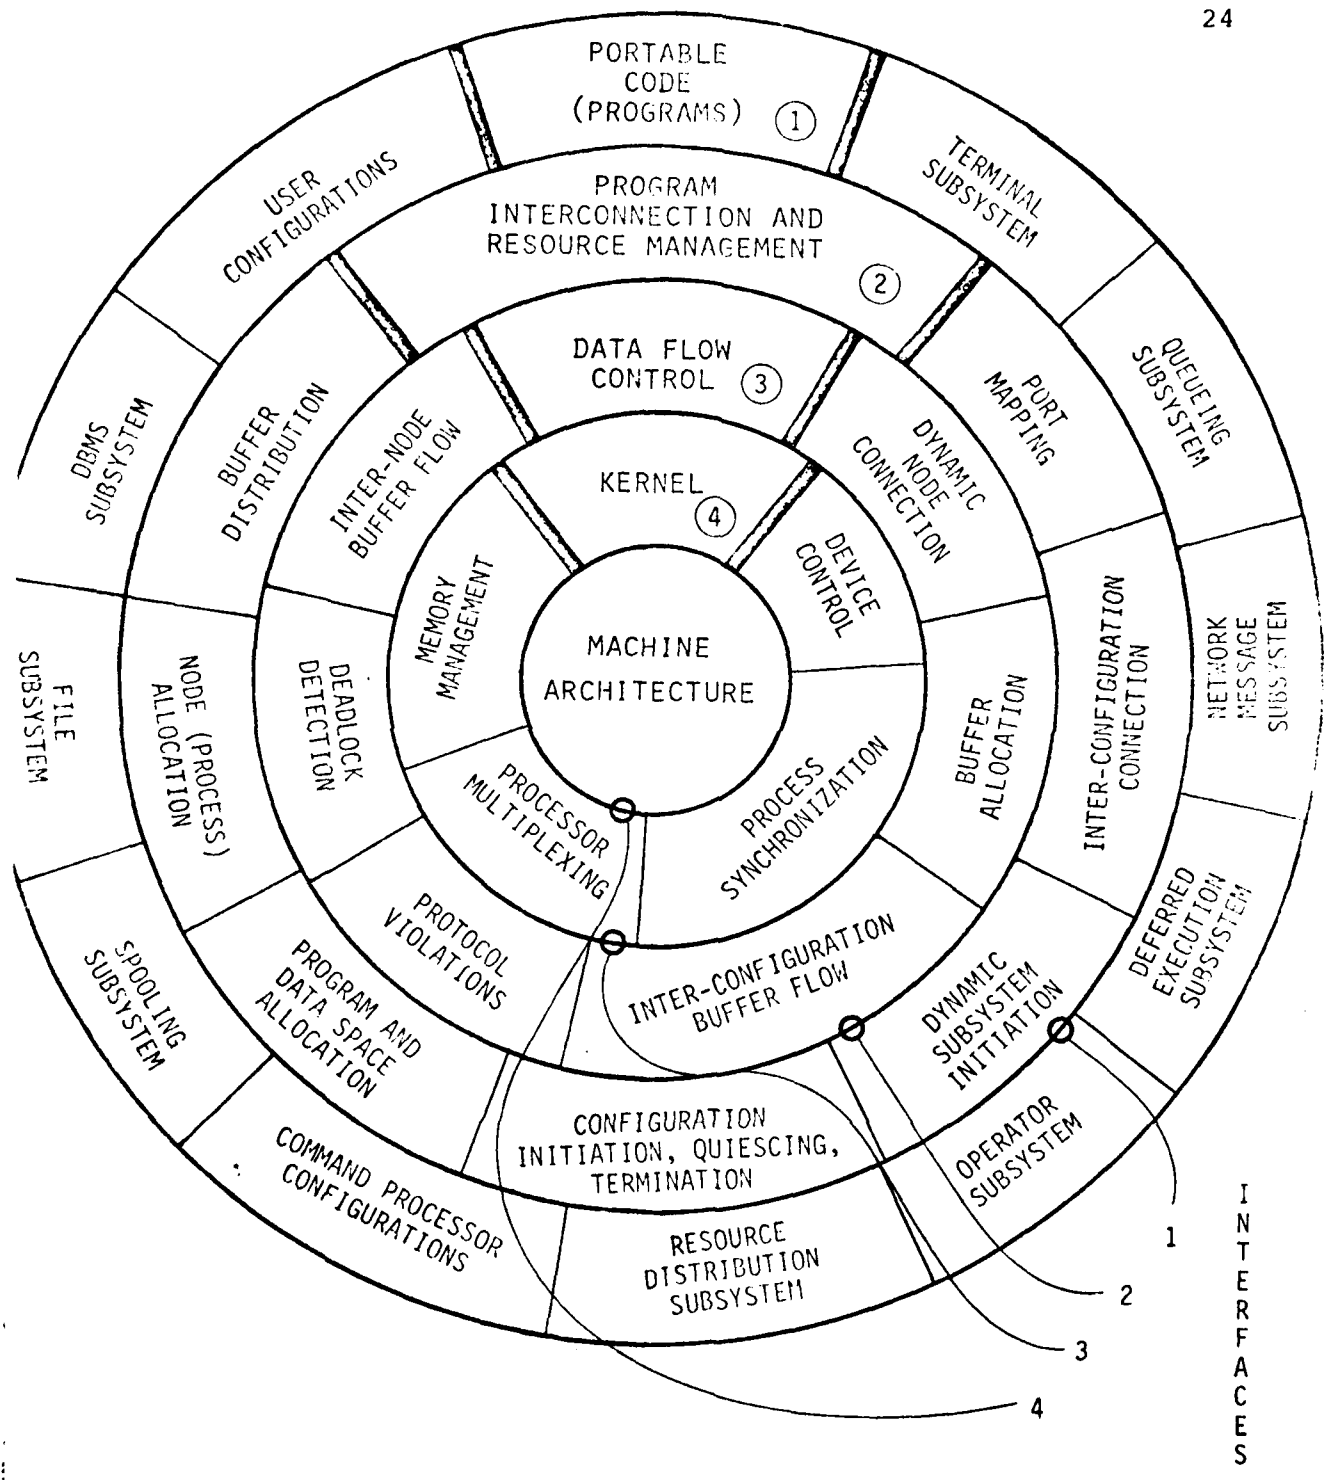 24
PORTABLE
CODE
(PROGRAMS)
1
PROGRAM
INTERCONNECTION AND
RESOURCE MANAGEMENT
2
DATA FLOW
CONTROL
3
KERNEL
4
MACHINE
ARCHITECTURE
TERMINAL
SUBSYSTEM
QUEUEING
SUBSYSTEM
NETWORK
MESSAGE
SUBSYSTEM
DEFERRED
EXECUTION
SUBSYSTEM
OPERATOR
SUBSYSTEM
RESOURCE
DISTRIBUTION
SUBSYSTEM
COMMAND PROCESSOR
CONFIGURATIONS
SPOOLING
SUBSYSTEM
FILE
SUBSYSTEM
DBMS
SUBSYSTEM
USER
CONFIGURATIONS
PORT
MAPPING
INTER-CONFIGURATION
CONNECTION
DYNAMIC
SUBSYSTEM
INITIATION
CONFIGURATION
INITIATION, QUIESCING,
TERMINATION
PROGRAM AND
DATA SPACE
ALLOCATION
NODE (PROCESS)
ALLOCATION
BUFFER
DISTRIBUTION
DYNAMIC
NODE
CONNECTION
BUFFER
ALLOCATION
INTER-CONFIGURATION
BUFFER FLOW
PROTOCOL
VIOLATIONS
DEADLOCK
DETECTION
INTER-NODE
BUFFER FLOW
DEVICE
CONTROL
PROCESS
SYNCHRONIZATION
PROCESSOR
MULTIPLEXING
MEMORY
MANAGEMENT
1
2
3
4
INTERFACES